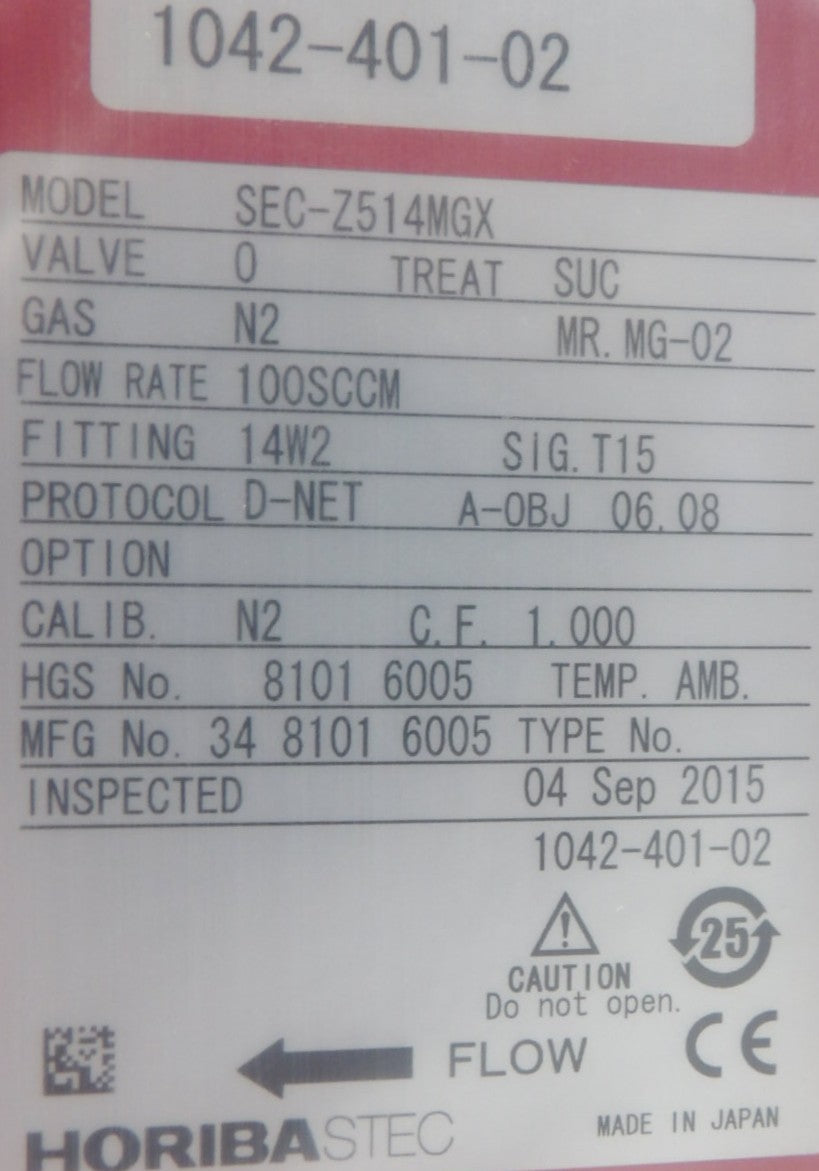 1042-401-02
MODEL SEC-Z514MGX
VALVE O TREAT SUC
GAS N2 MR. MG-02
FLOW RATE 100SCCM
FITTING 14W2 SIG. T15
PROTOCOL D-NET A-OBJ 06.08
OPTION
CALIB. N2 C.F. 1.000
HGS No. 8101 6005 TEMP. AMB.
MFG No. 34 8101 6005 TYPE No.
INSPECTED 04 Sep 2015
1042-401-02
25
CAUTION
Do not open.
FLOW CE
HORIBASTEC MADE IN JAPAN